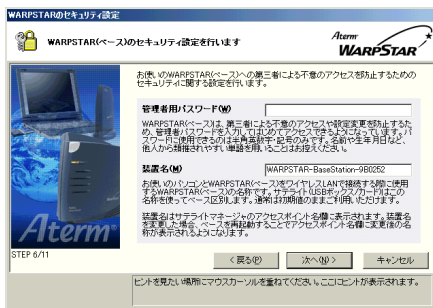 WARPSTARのセキュリティ設定
WARPSTAR(ベース)のセキュリティ設定を行います
Aterm
WARPSTAR
お使いのWARPSTAR(ベース)への第三者による不意のアクセスを防止するための
セキュリティに関する設定を行います。
管理者用パスワード(W)
WARPSTAR(ベース)は、第三者による不意のアクセスや設定変更を防止するた
め、管理者パスワードを入力してはじめてアクセスできるようになっています。パ
スワードに使用できるのは半角英数字・記号のみです。名前や生年月日など、
他人から類推されやすい単語を用いることはお控えください。
装置名(M)
WARPSTAR-BaseStation-9B0252
お使いのパソコンとWARPSTAR(ベース)をワイヤレスLANで接続する際に使用
するWARPSTAR(ベース)の名称です。サテライト(USBボックス/カード)はこの
名称を使ってベース区別します。通常は初期値のままご利用いただけます。
装置名はサテライトマネージャのアクセスポイント名欄に表示されます。装置名
を変更した場合、ベースを再起動することでアクセスポイント名欄に変更後の名
称が表示されるようになります。
Aterm
STEP 6/11
< 戻る(P)
次へ(N) >
キャンセル
ヒントを見たい場所にマウスカーソルを重ねてください。ここにヒントが表示されます。